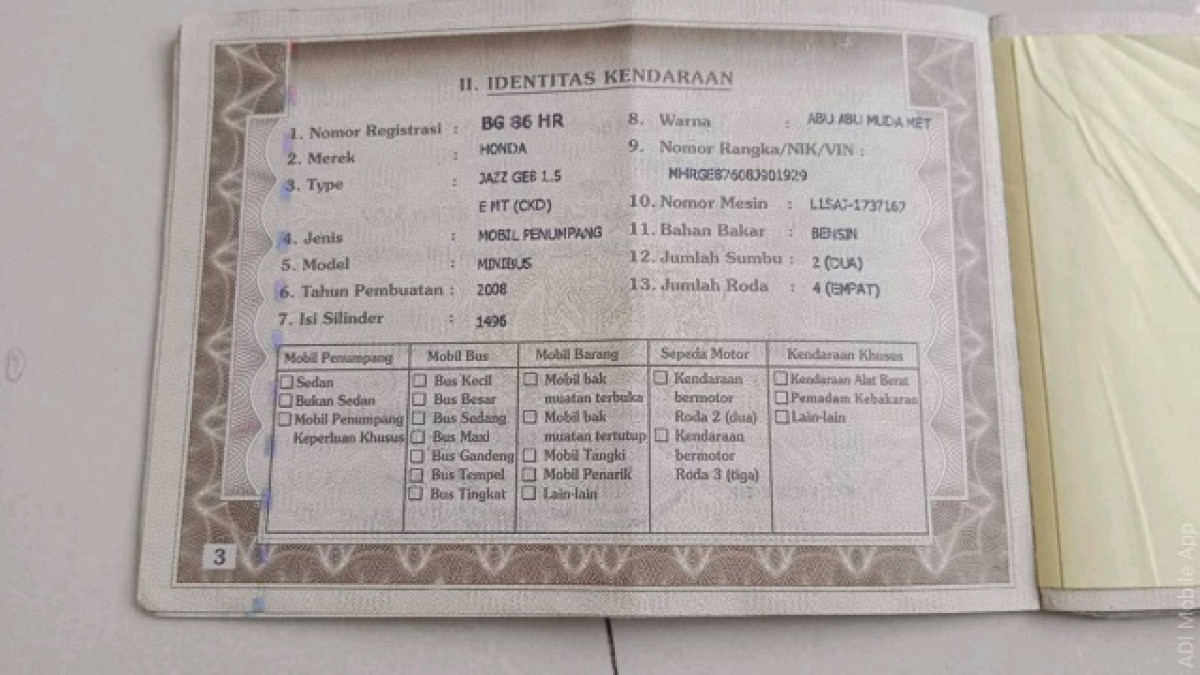 II. IDENTITAS KENDARAAN
1. Nomor Registrasi : BG 86 HR
2. Merek : HONDA
3. Type : JAZZ GE8 1.5
E MT (CKD)
4. Jenis : MOBIL PENUMPANG
5. Model : MINIBUS
6. Tahun Pembuatan : 2008
7. Isi Silinder : 1496
8. Warna : ABU ABU MUDA MET
9. Nomor Rangka/NIK/VIN :
MHRGE87608J901929
10. Nomor Mesin : L15A7-1737167
11. Bahan Bakar : BENSIN
12. Jumlah Sumbu : 2 (DUA)
13. Jumlah Roda : 4 (EMPAT)
Mobil Penumpang
Sedan
Bukan Sedan
Mobil Penumpang
Keperluan Khusus
Mobil Bus
Bus Kecil
Bus Besar
Bus Sedang
Bus Maxi
Bus Gandeng
Bus Tempel
Bus Tingkat
Mobil Barang
Mobil bak
muatan terbuka
Mobil bak
muatan tertutup
Mobil Tangki
Mobil Penarik
Lain-lain
Sepeda Motor
Kendaraan
bermotor
Roda 2 (dua)
Kendaraan
bermotor
Roda 3 (tiga)
Kendaraan Khusus
Kendaraan Alat Berat
Pemadam Kebakaran
Lain-lain
3
ADI Mobile App